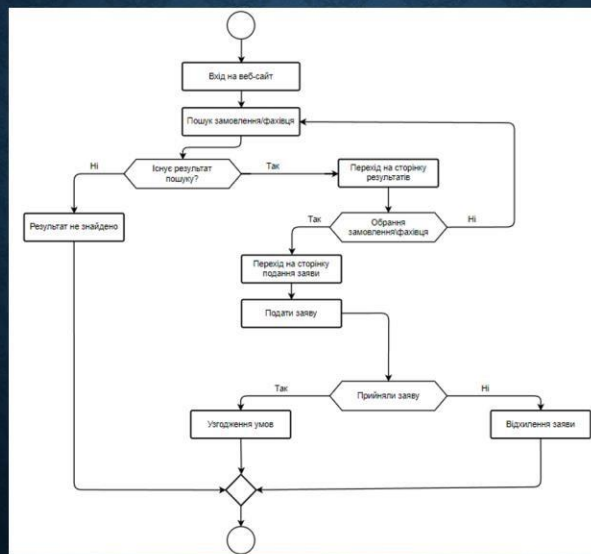 Вхід на веб-сайт
Пошук замовлення/фахівця
Існує результат
пошуку?
Ні
Так
Перехід на сторінку
результатів
Результат не знайдено
Обрання
замовлення\фахівця
Так
Ні
Перехід на сторінку
подання заяви
Подати заяву
Прийняли заяву
Так
Ні
Узгодження умов
Відхилення заяви